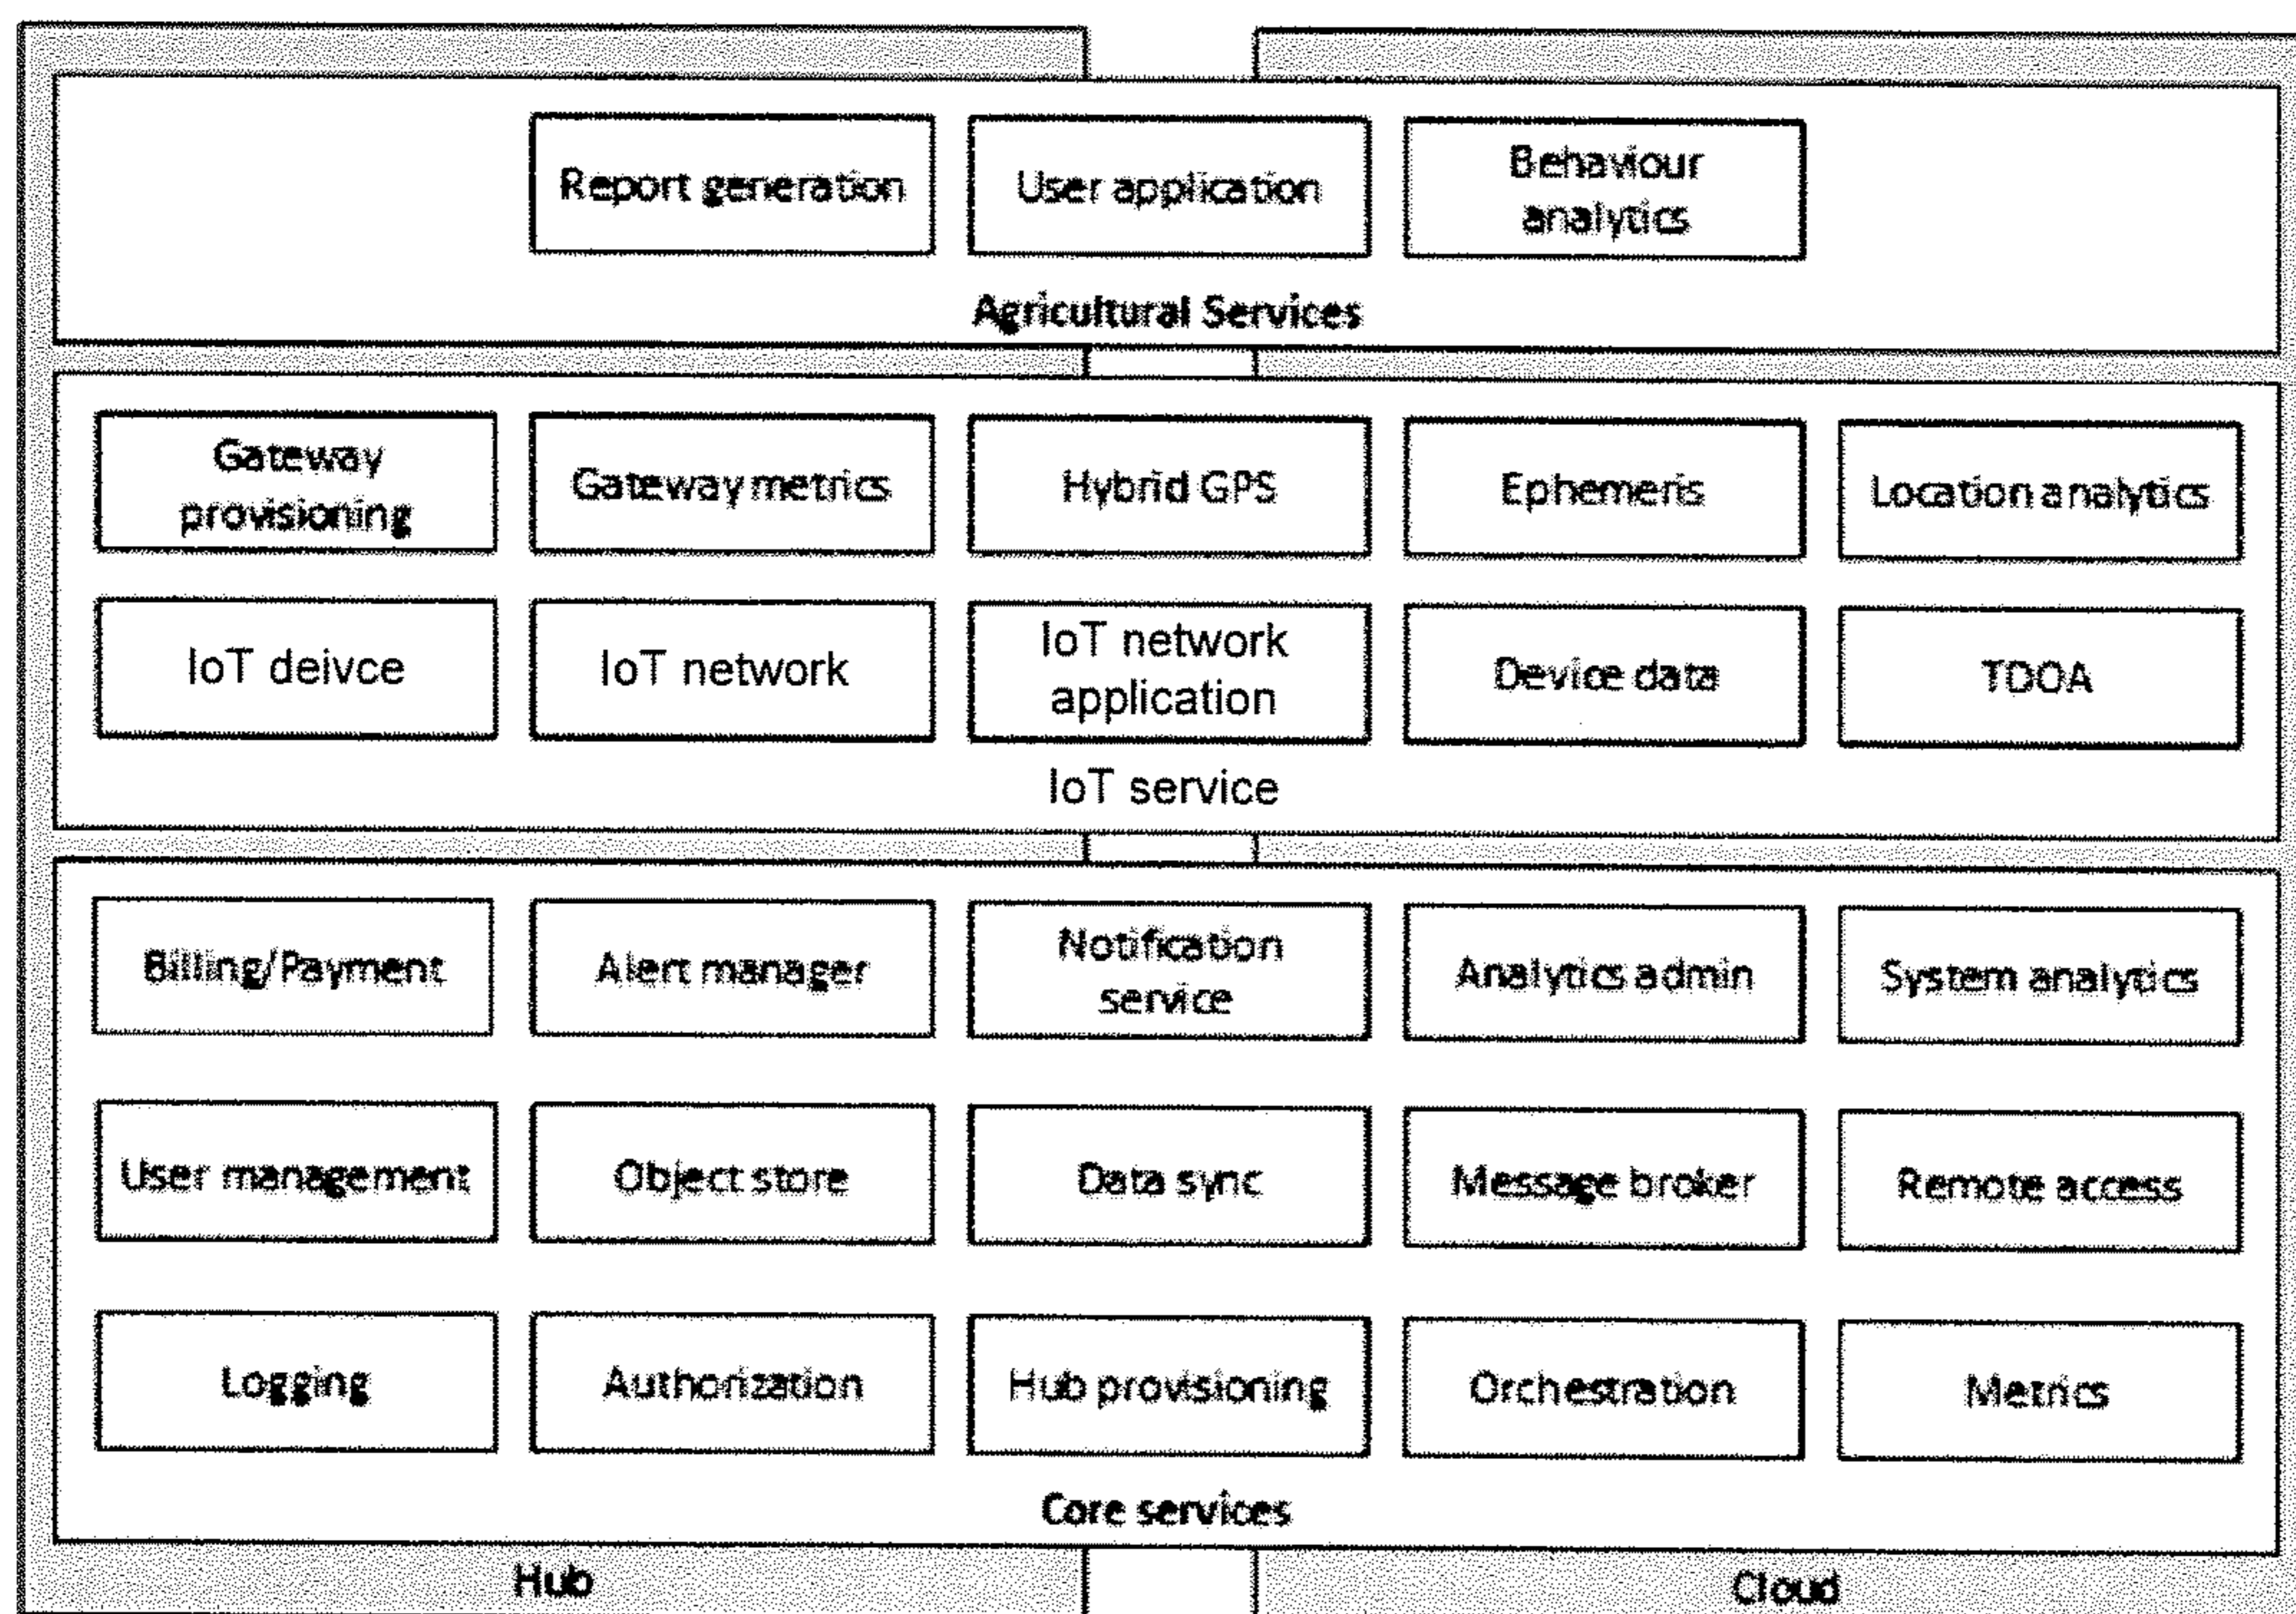 Report generation
User application
Behaviour
analytics
Agricultural Services
Gateway
provisioning
Gateway metrics
Hybrid GPS
Ephemeris
Location analytics
IoT deivce
IoT network
IoT network
application
Device data
TDOA
IoT service
Billing/Payment
Alert manager
Notification
service
Analytics admin
System analytics
User management
Object store
Data sync
Message broker
Remote access
Logging
Authorization
Hub provisioning
Orchestration
Metrics
Core services
Hub
Cloud